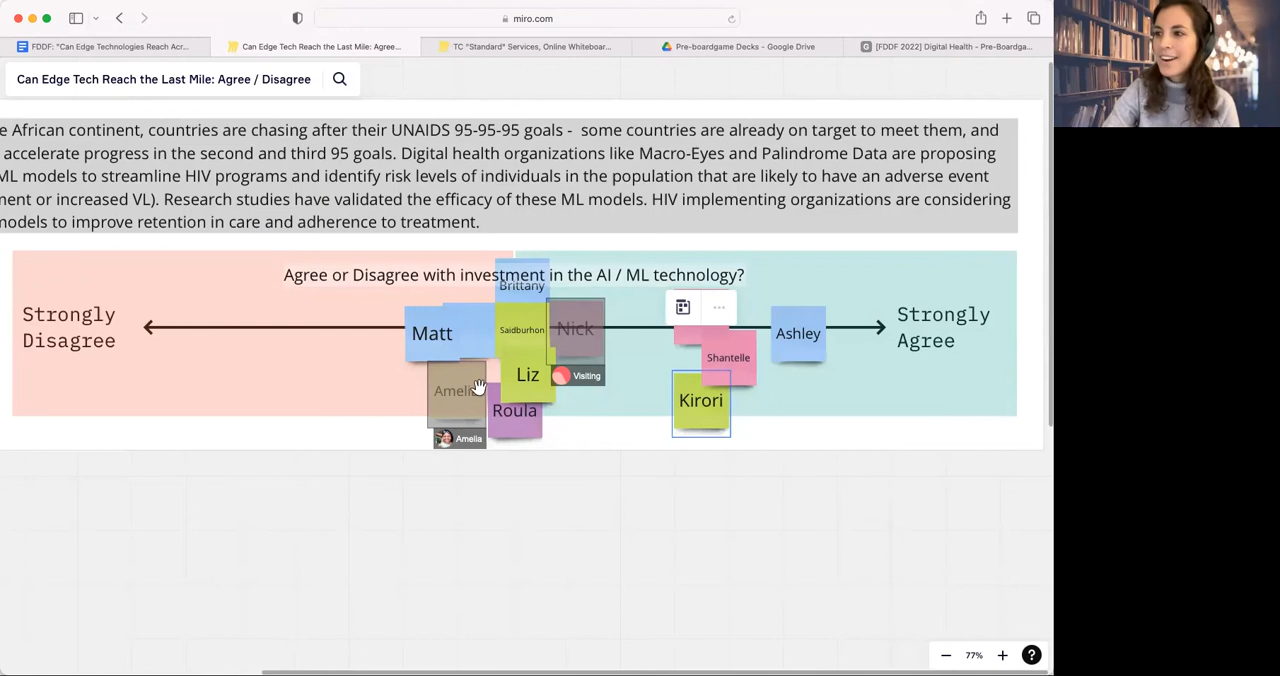 miro.com
FDDF: "Can Edge Technologies Reach Acr...
Can Edge Tech Reach the Last Mile: Agree...
TC "Standard" Services, Online Whiteboar...
Pre-boardgame Decks - Google Drive
[FDDF 2022] Digital Health - Pre-Boardga...
Can Edge Tech Reach the Last Mile: Agree / Disagree
e African continent, countries are chasing after their UNAIDS 95-95-95 goals - some countries are already on target to meet them, and
accelerate progress in the second and third 95 goals. Digital health organizations like Macro-Eyes and Palindrome Data are proposing
ML models to streamline HIV programs and identify risk levels of individuals in the population that are likely to have an adverse event
ment or increased VL). Research studies have validated the efficacy of these ML models. HIV implementing organizations are considering
models to improve retention in care and adherence to treatment.
Agree or Disagree with investment in the AI / ML technology?
Strongly
Disagree
Strongly
Agree
Brittany
Matt
Saidburhon
Nick
Ashley
Shantelle
Liz
Visiting
Kirori
Roula
Amelia
77%
?